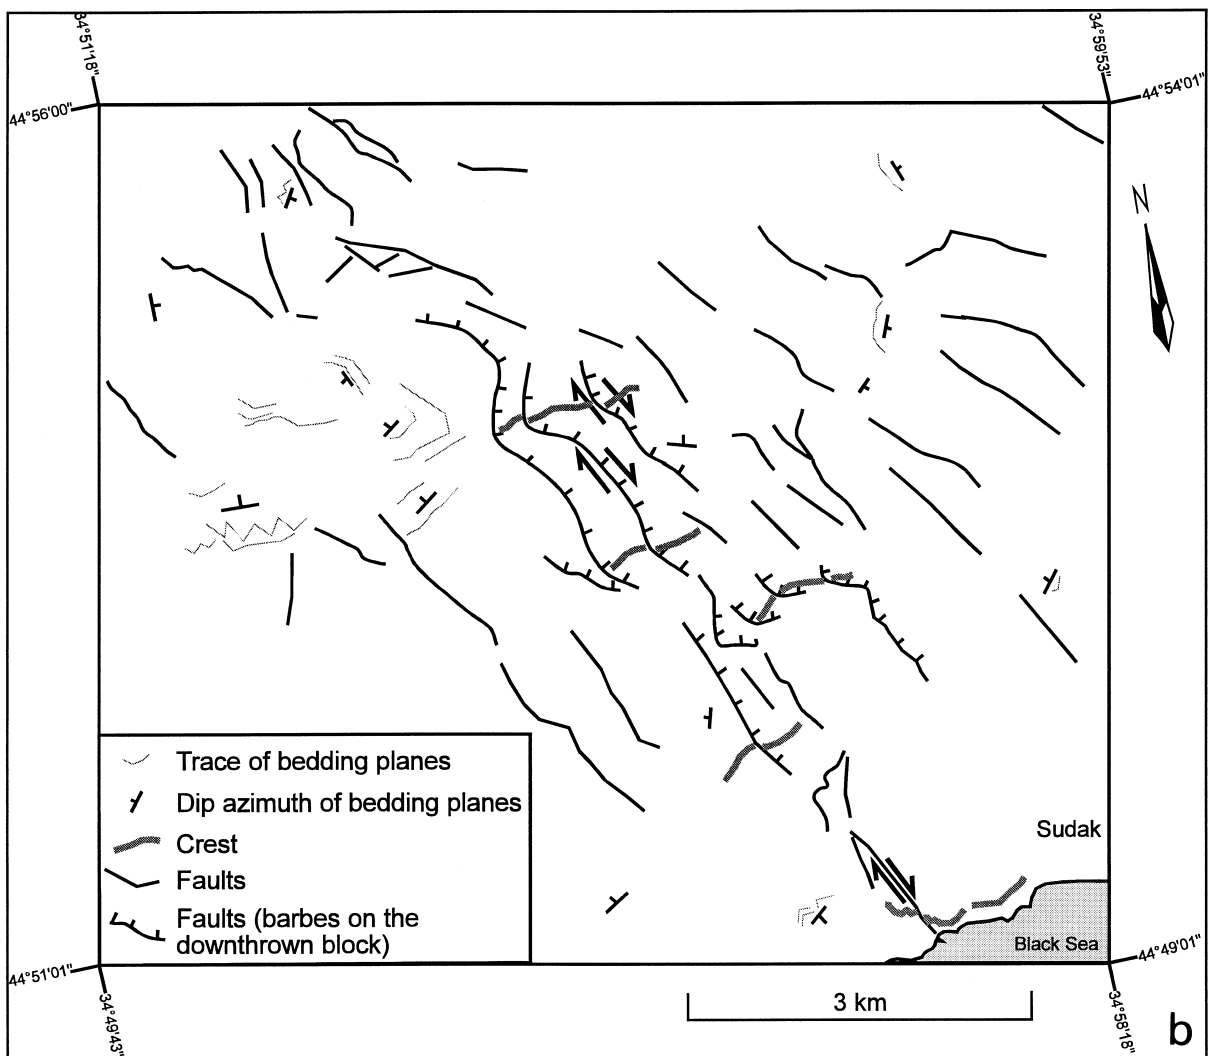 34°51'18"
34°59'53"
44°56'00"
44°54'01"
N
Trace of bedding planes
Dip azimuth of bedding planes
Crest
Faults
Faults (barbes on the
downthrown block)
Sudak
Black Sea
44°51'01"
44°49'01"
34°49'43"
34°58'18"
3 km
b